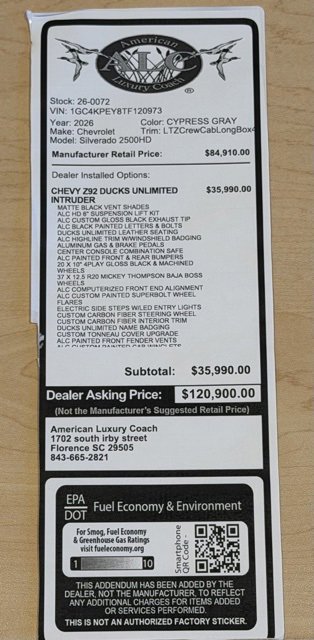 American
ALC
Luxury Coach
®
Stock: 26-0072
VIN: 1GC4KPEY8TF120973
Year: 2026 Color: CYPRESS GRAY
Make: Chevrolet Trim: LTZCrewCabLongBox4
Model: Silverado 2500HD
Manufacturer Retail Price: $84,910.00
Dealer Installed Options:
CHEVY Z92 DUCKS UNLIMITED $35,990.00
INTRUDER
MATTE BLACK VENT SHADES
ALC HD 6" SUSPENSION LIFT KIT
ALC CUSTOM GLOSS BLACK EXHAUST TIP
ALC BLACK PAINTED LETTERS & BOLTS
DUCKS UNLIMITED LEATHER SEATING
ALC HIGHLINE TRIM W/WINDSHIELD BADGING
ALUMINUM GAS & BRAKE PEDALS
CENTER CONSOLE COMBINATION SAFE
ALC PAINTED FRONT & REAR BUMPERS
20 X 10" 4PLAY GLOSS BLACK & MACHINED
WHEELS
37 X 12.5 R20 MICKEY THOMPSON BAJA BOSS
WHEELS
ALC COMPUTERIZED FRONT END ALIGNMENT
ALC CUSTOM PAINTED SUPERBOLT WHEEL
FLARES
ELECTRIC SIDE STEPS W/LED ENTRY LIGHTS
CUSTOM CARBON FIBER STEERING WHEEL
CUSTOM CARBON FIBER INTERIOR TRIM
DUCKS UNLIMITED NAME BADGING
CUSTOM TONNEAU COVER UPGRADE
ALC PAINTED FRONT FENDER VENTS
ALC CUSTOM PAINTED CAB WINGLETS
Subtotal: $35,990.00
Dealer Asking Price: $120,900.00
(Not the Manufacturer's Suggested Retail Price)
American Luxury Coach
1702 south irby street
Florence SC 29505
843-665-2821
EPA
DOT Fuel Economy & Environment
For Smog, Fuel Economy
& Greenhouse Gas Ratings
visit fueleconomy.gov
1 10
Smartphone
QR Code -
THIS ADDENDUM HAS BEEN ADDED BY THE
DEALER, NOT THE MANUFACTURER, TO REFLECT
ANY ADDITIONAL CHARGES FOR ITEMS ADDED
OR SERVICES PERFORMED.
THIS IS NOT AN AUTHORIZED FACTORY STICKER.